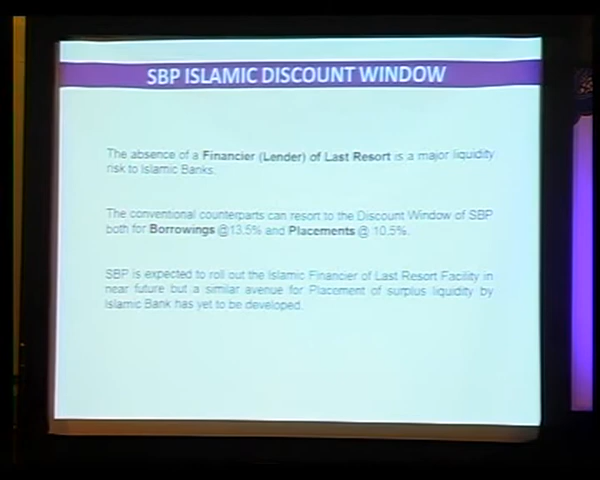 SBP ISLAMIC DISCOUNT WINDOW
The absence of a Financier (Lender) of Last Resort is a major liquidity
risk to Islamic Banks.
The conventional counterparts can resort to the Discount Window of SBP
both for Borrowings @13.5% and Placements @ 10.5%.
SBP is expected to roll out the Islamic Financier of Last Resort Facility in
near future but a similar avenue for Placement of surplus liquidity by
Islamic Bank has yet to be developed.